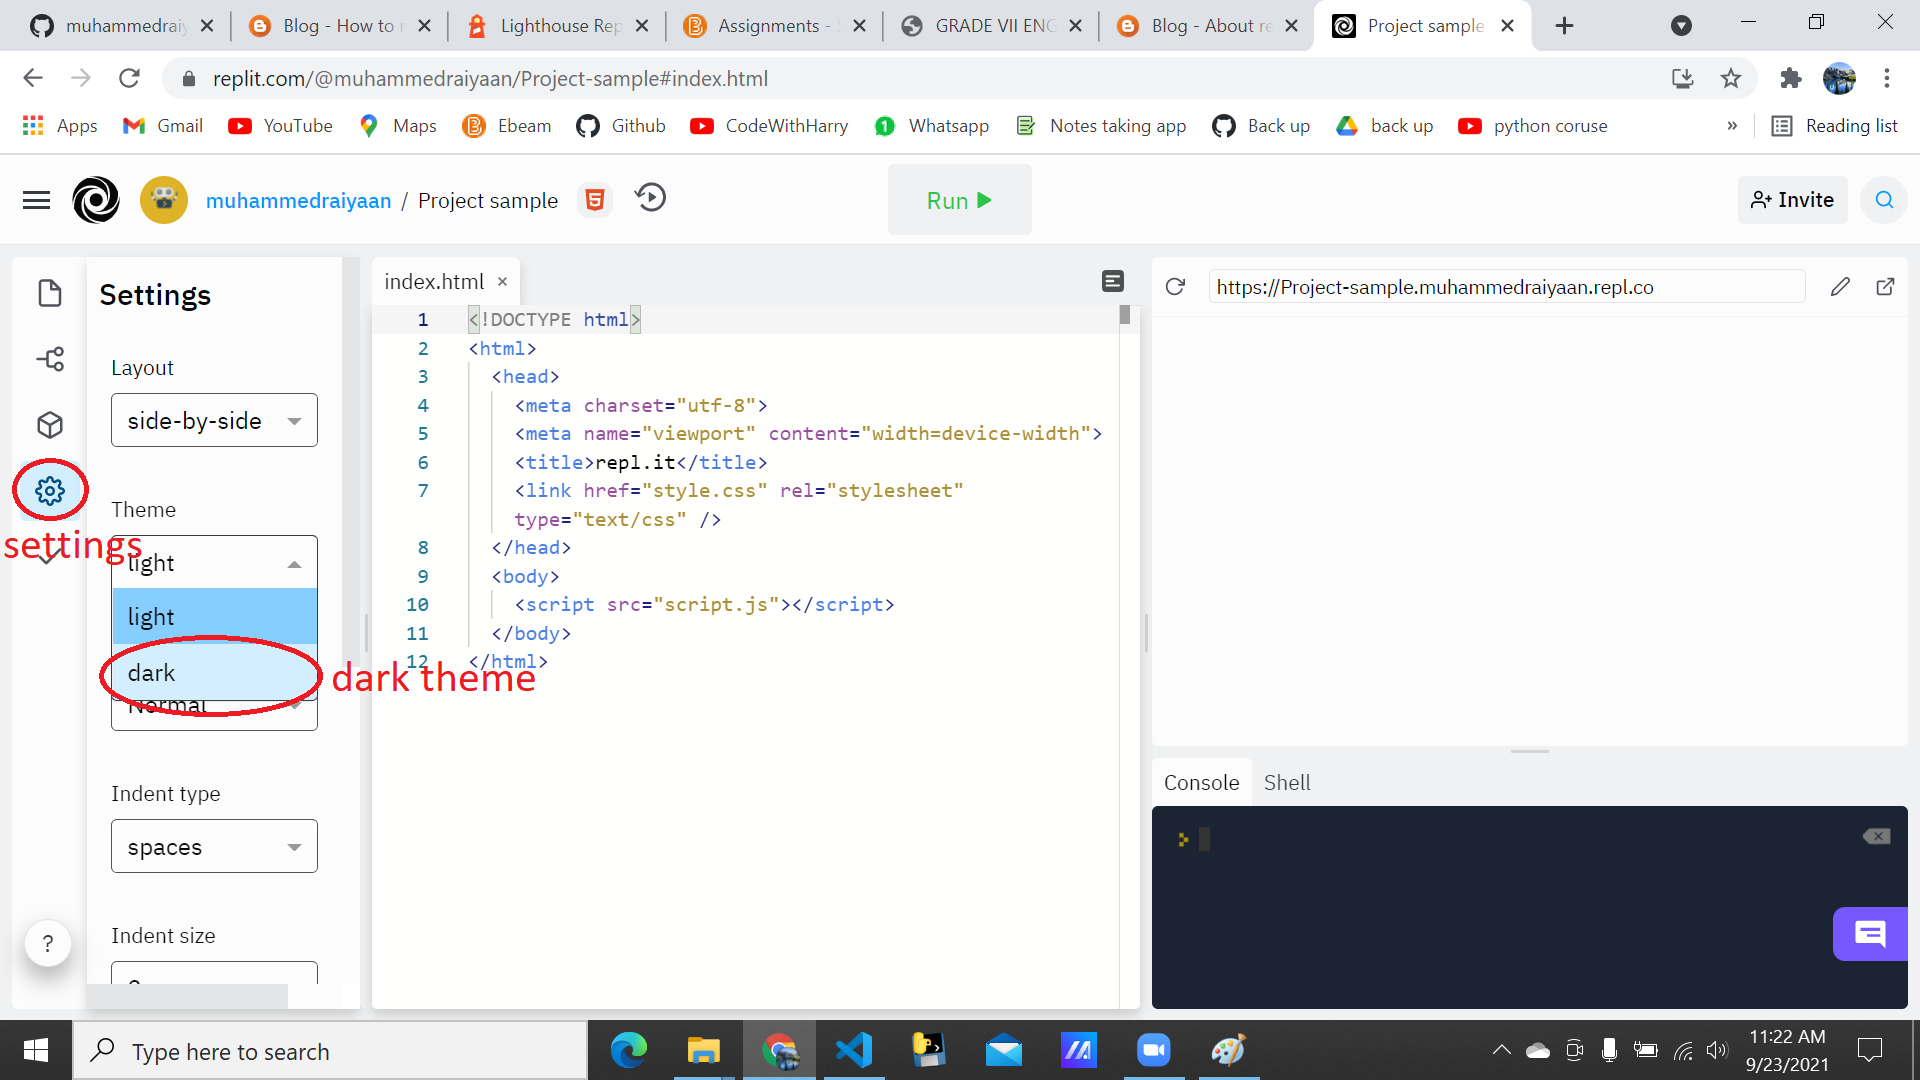 muhammedraiy
Blog - How to r
Lighthouse Rep
Assignments - S
GRADE VII ENG
Blog - About re
Project sample
replit.com/@muhammedraiyaan/Project-sample#index.html
Apps
Gmail
YouTube
Maps
Ebeam
Github
CodeWithHarry
1
Whatsapp
Notes taking app
Back up
back up
python coruse
»
Reading list
muhammedraiyaan / Project sample
5
Run
Invite
Settings
Layout
side-by-side
Theme
settings
light
light
dark
dark theme
Normal
Indent type
spaces
Indent size
?
index.html ×
1 <!DOCTYPE html>
2 <html>
3 <head>
4 <meta charset="utf-8">
5 <meta name="viewport" content="width=device-width">
6 <title>repl.it</title>
7 <link href="style.css" rel="stylesheet"
type="text/css" />
8 </head>
9 <body>
10 <script src="script.js"></script>
11 </body>
12 </html>
https://Project-sample.muhammedraiyaan.repl.co
Console
Shell
Type here to search
11:22 AM
9/23/2021